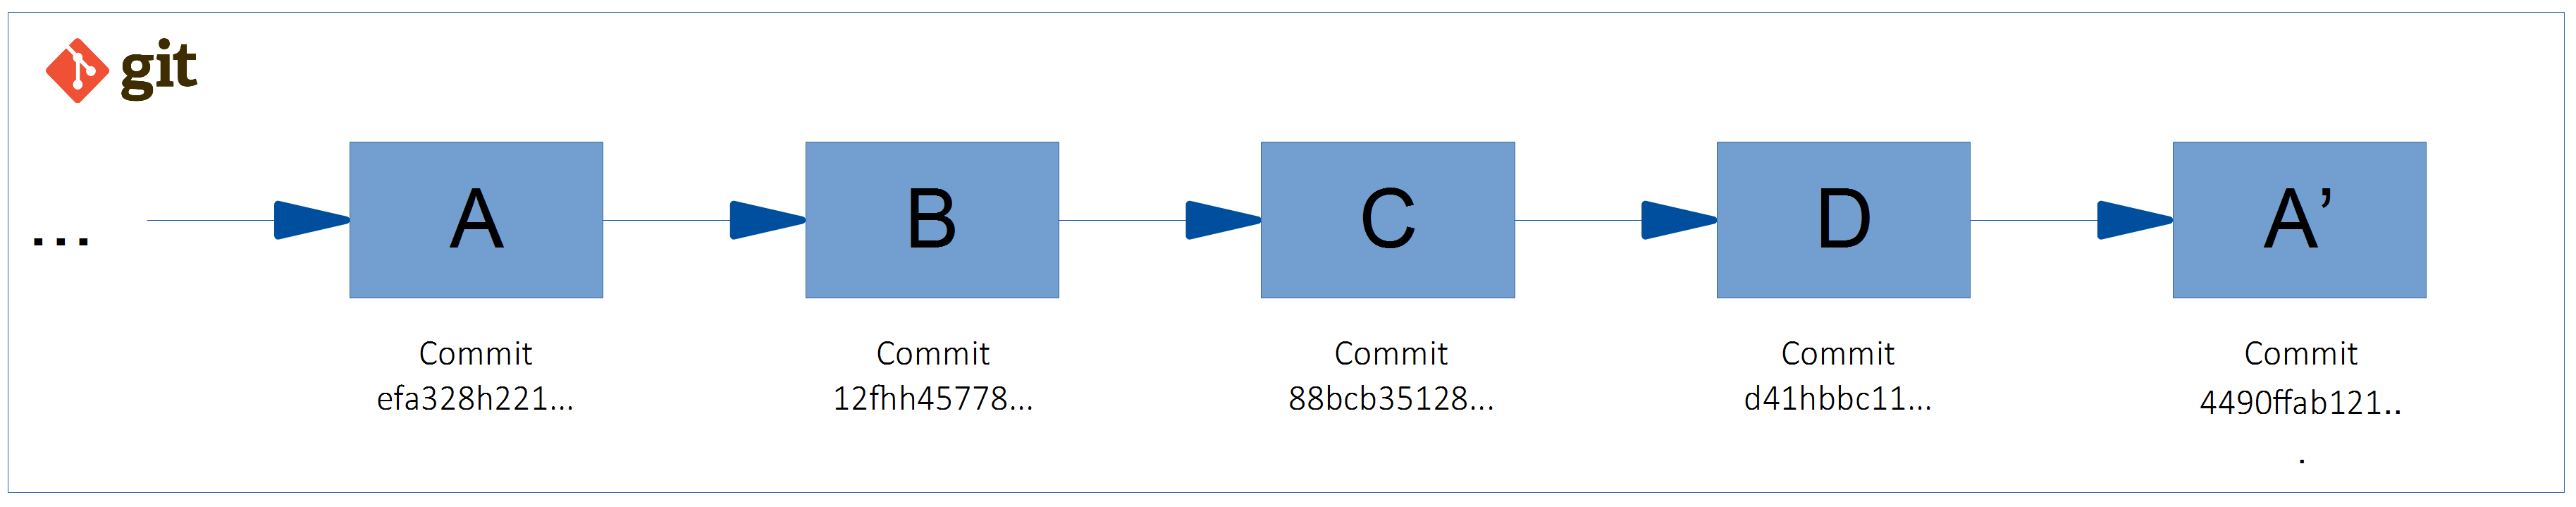 git
...
A
B
C
D
A’
Commit
efa328h221...
Commit
12fhh45778...
Commit
88bcb35128...
Commit
d41hbbc11...
Commit
4490ffab121..
.